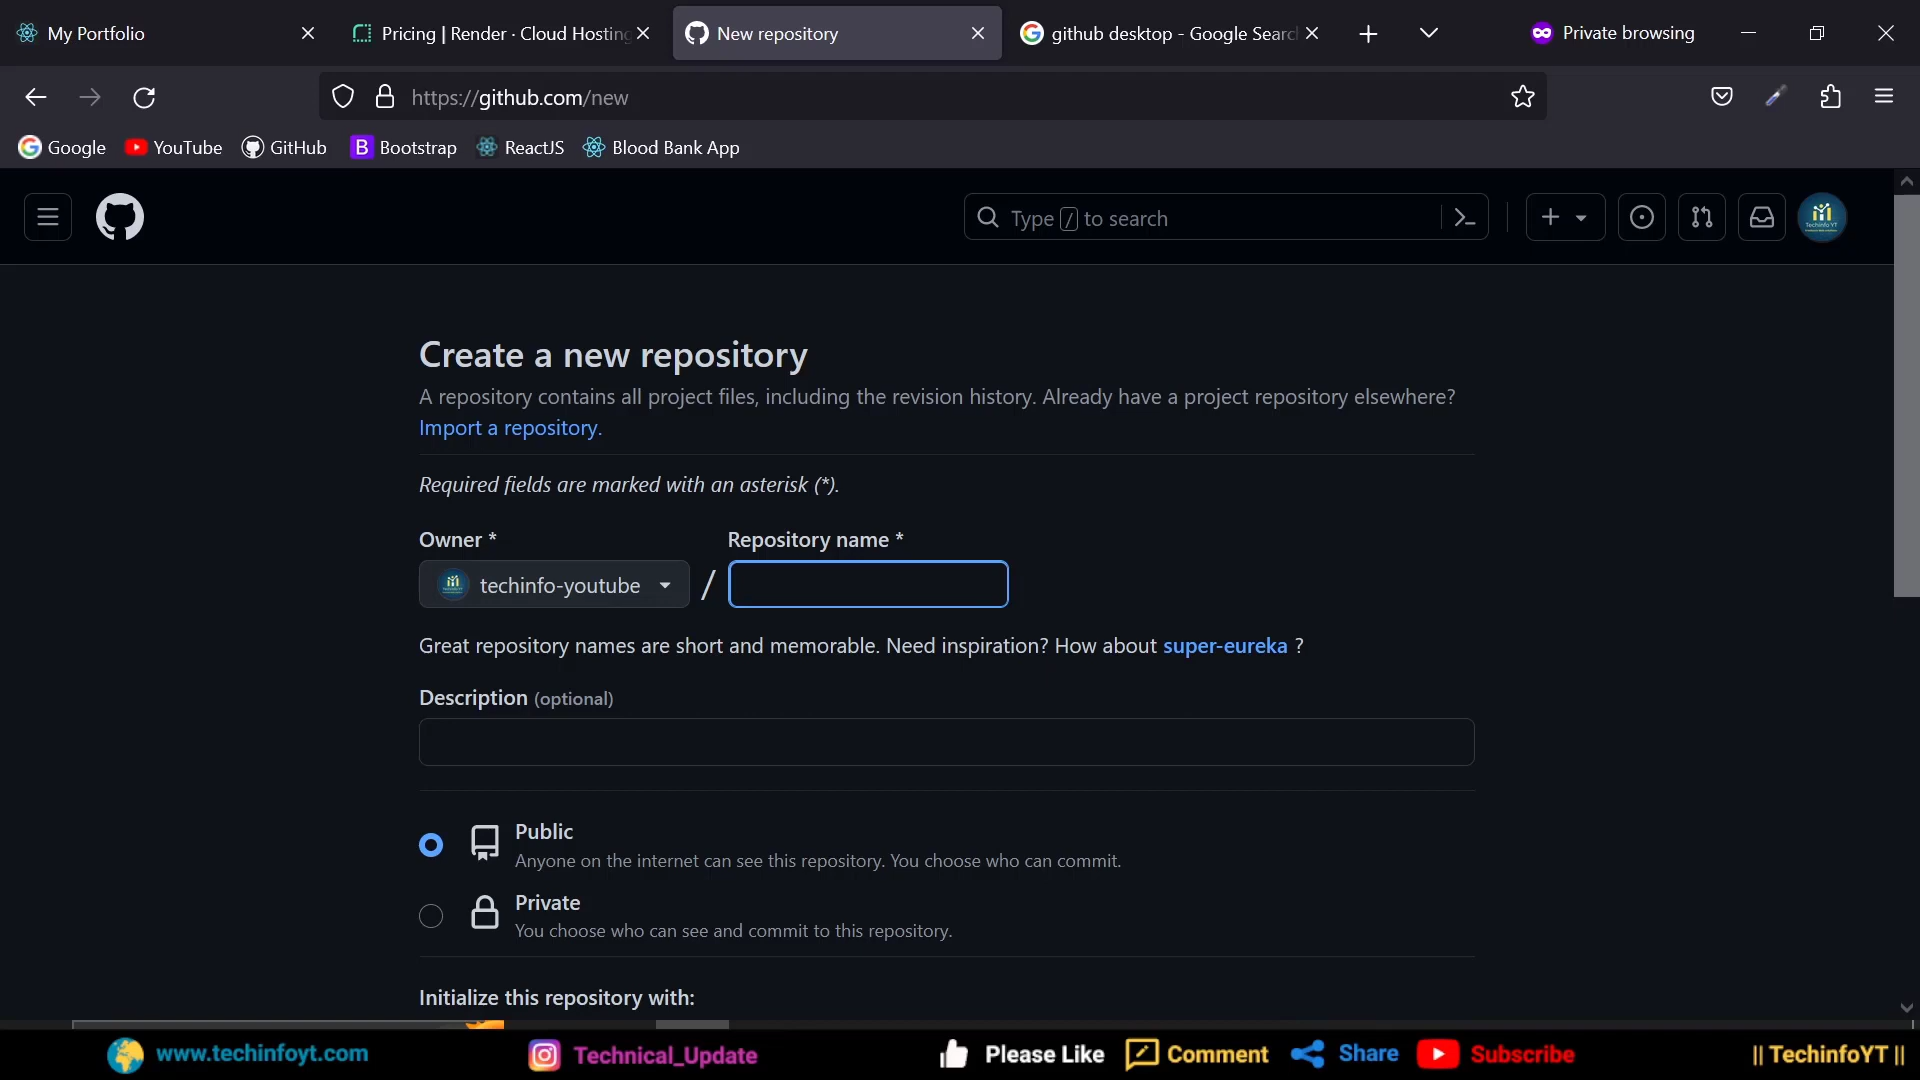 My Portfolio
Pricing | Render · Cloud Hosting
New repository
github desktop - Google Search
Private browsing
https://github.com/new
Google
YouTube
GitHub
B Bootstrap
ReactJS
Blood Bank App
Type / to search
Create a new repository
A repository contains all project files, including the revision history. Already have a project repository elsewhere?
Import a repository.
Required fields are marked with an asterisk (*).
Owner *
Repository name *
techinfo-youtube
/
Great repository names are short and memorable. Need inspiration? How about super-eureka ?
Description (optional)
Public
Anyone on the internet can see this repository. You choose who can commit.
Private
You choose who can see and commit to this repository.
Initialize this repository with:
www.techinfoyt.com
Technical_Update
Please Like
Comment
Share
Subscribe
|| TechinfoYT ||